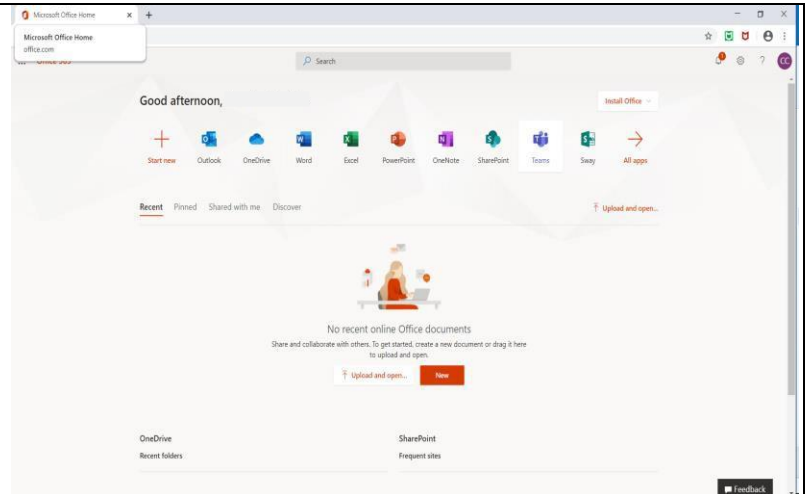 Microsoft Office Home
Microsoft Office Home
office.com
Office 365
Search
?
CC
Good afternoon,
Install Office
Start new Outlook OneDrive Word Excel PowerPoint OneNote SharePoint Teams Sway All apps
Recent Pinned Shared with me Discover
Upload and open...
No recent online Office documents
Share and collaborate with others. To get started, create a new document or drag it here
to upload and open.
Upload and open... New
OneDrive SharePoint
Recent folders Frequent sites
Feedback